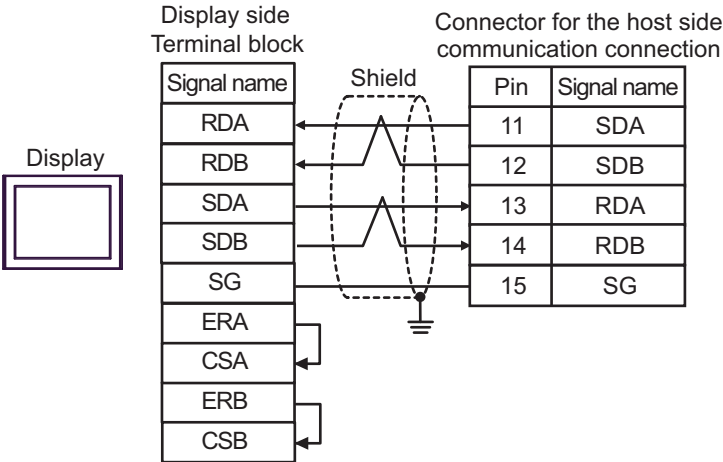 Display side
Terminal block
Connector for the host side
communication connection
Shield
Display
Signal name
RDA
RDB
SDA
SDB
SG
ERA
CSA
ERB
CSB
Pin Signal name
11 SDA
12 SDB
13 RDA
14 RDB
15 SG